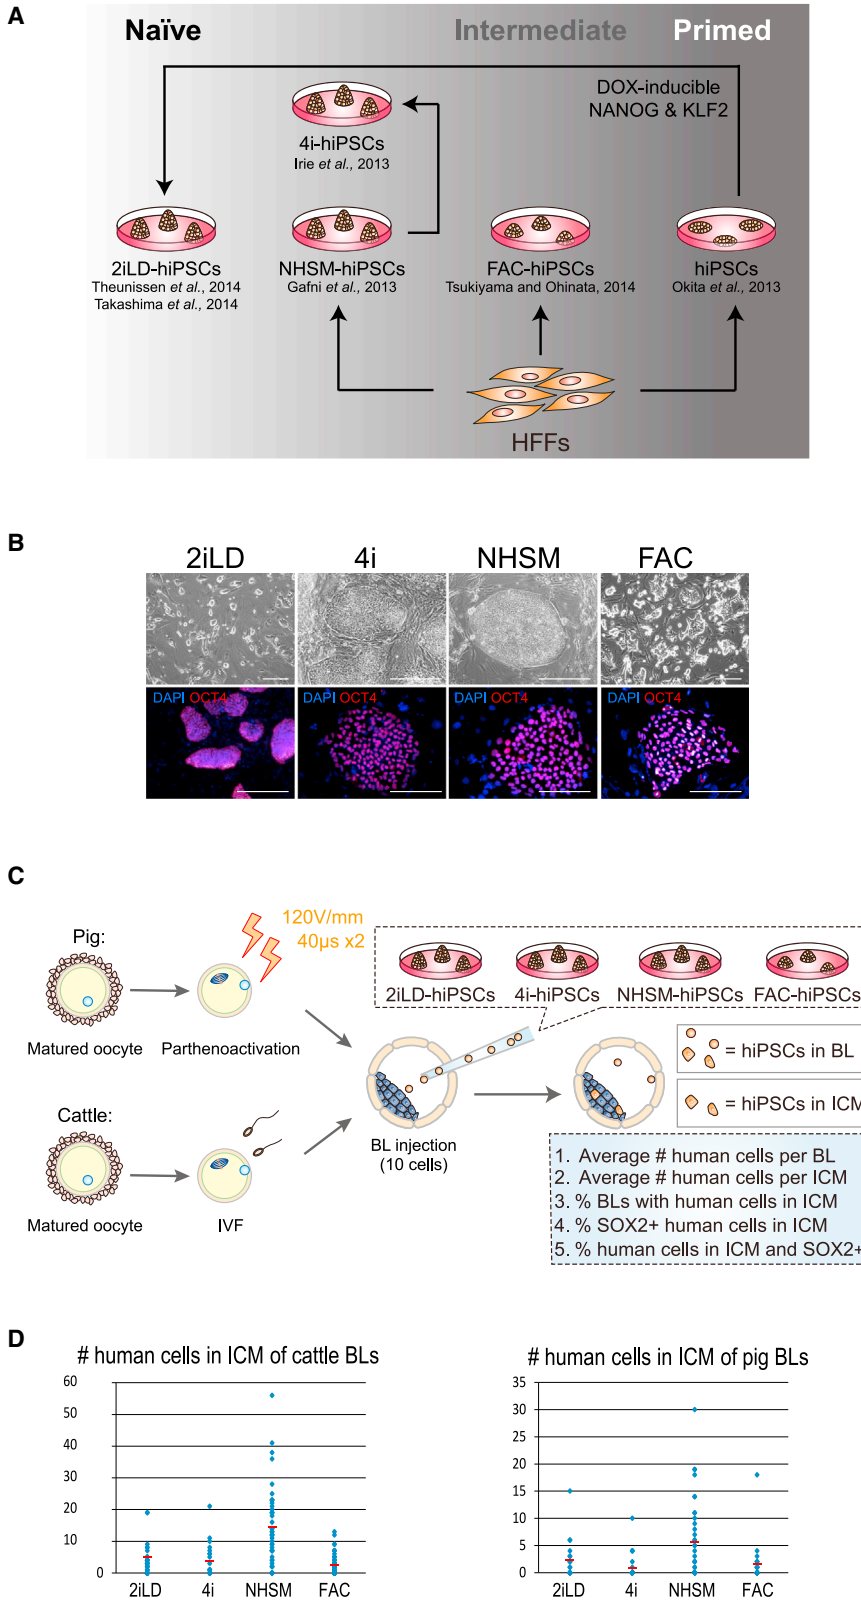 A
Naïve
Intermediate
Primed
DOX-inducible
NANOG & KLF2
4i-hiPSCs
Irie et al., 2013
2iLD-hiPSCs
Theunissen et al., 2014
Takashima et al., 2014
NHSM-hiPSCs
Gafni et al., 2013
FAC-hiPSCs
Tsukiyama and Ohinata, 2014
hiPSCs
Okita et al., 2013
HFFs
B
2iLD
4i
NHSM
FAC
DAPI OCT4
DAPI OCT4
DAPI OCT4
DAPI OCT4
C
Pig:
120V/mm
40µs x2
Matured oocyte
Parthenoactivation
2iLD-hiPSCs
4i-hiPSCs
NHSM-hiPSCs
FAC-hiPSCs
= hiPSCs in BL
= hiPSCs in ICM
Cattle:
BL injection
(10 cells)
Matured oocyte
IVF
1. Average # human cells per BL
2. Average # human cells per ICM
3. % BLs with human cells in ICM
4. % SOX2+ human cells in ICM
5. % human cells in ICM and SOX2+
D
# human cells in ICM of cattle BLs
60
50
40
30
20
10
0
2iLD
4i
NHSM
FAC
# human cells in ICM of pig BLs
35
30
25
20
15
10
5
0
2iLD
4i
NHSM
FAC